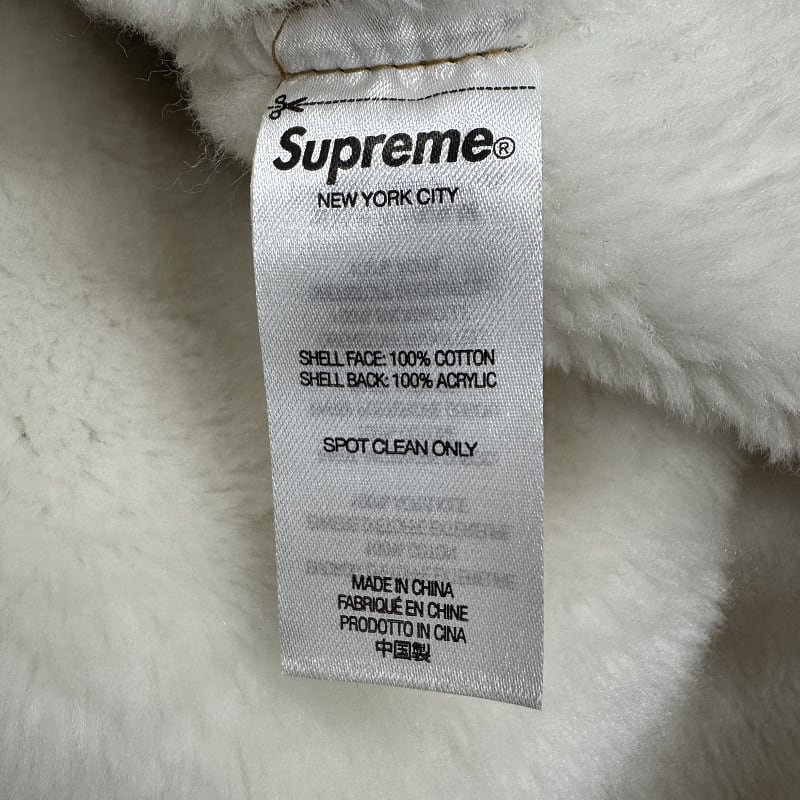 Supreme®
NEW YORK CITY
SHELL FACE: 100% COTTON
SHELL BACK: 100% ACRYLIC
SPOT CLEAN ONLY
MADE IN CHINA
FABRIQUÉ EN CHINE
PRODOTTO IN CINA
中国製